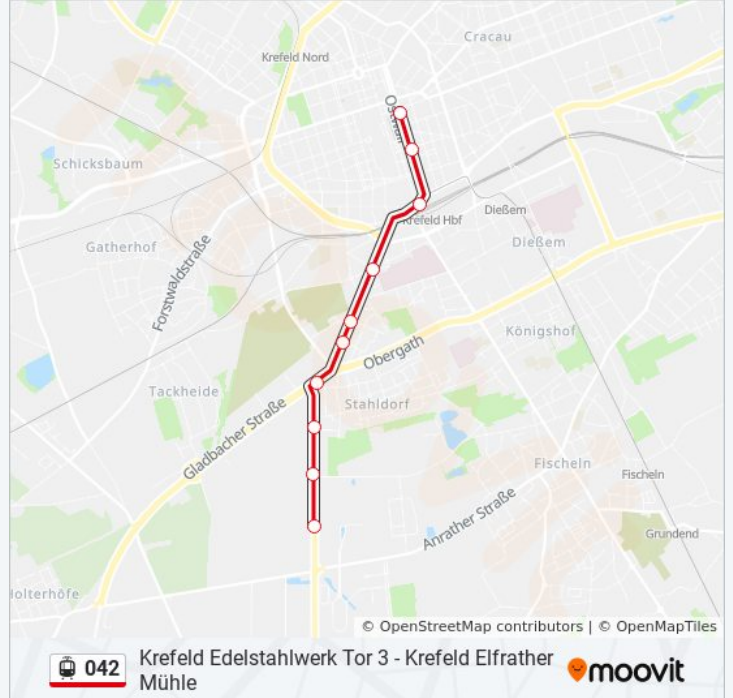 Cracau
Krefeld Nord
Ostwall
Schicksbaum
Krefeld Hbf
Dießem
Gatherhof
Dießem
Forstwaldstraße
Königshof
Obergath
Tackheide
Stahldorf
Gladbacher Straße
Fischeln
Fischeln
Anrather Straße
Grundend
Holterhöfe
© OpenStreetMap contributors | © OpenMapTiles
042
Krefeld Edelstahlwerk Tor 3 - Krefeld Elfrather
Mühle
moovit